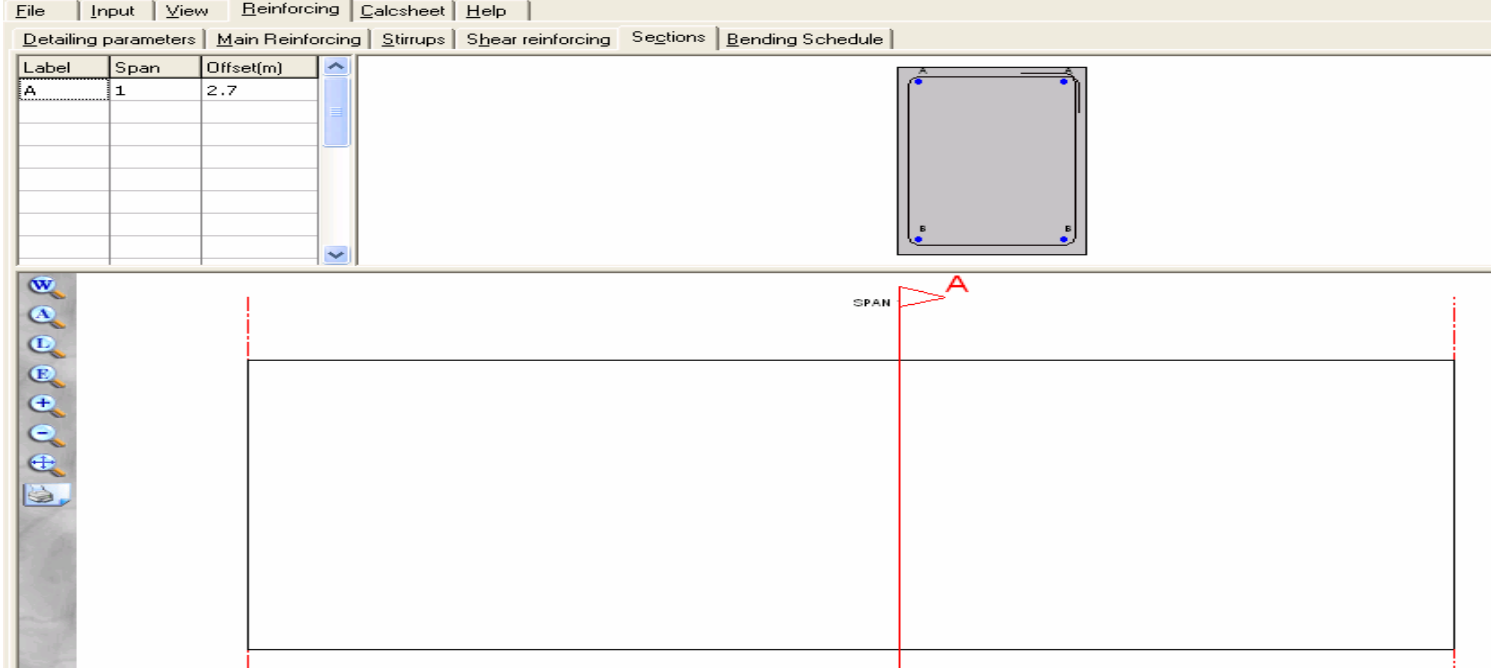 File Input View Reinforcing Calcsheet Help
Detailing parameters Main Reinforcing Stirrups Shear reinforcing Sections Bending Schedule
Label Span Offset(m)
A 1 2.7
A A
B B
W
A
L
E
SPAN A